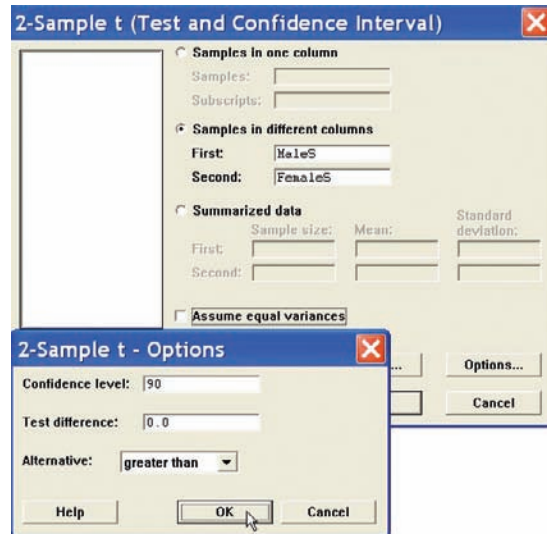 2-Sample t (Test and Confidence Interval)
Samples in one column
Samples:
Subscripts:
Samples in different columns
First: MaleS
Second: FemaleS
Summarized data
Sample size: Mean: Standard deviation:
First:
Second:
Assume equal variances
... Options...
Cancel
2-Sample t - Options
Confidence level: 90
Test difference: 0.0
Alternative: greater than
Help OK Cancel